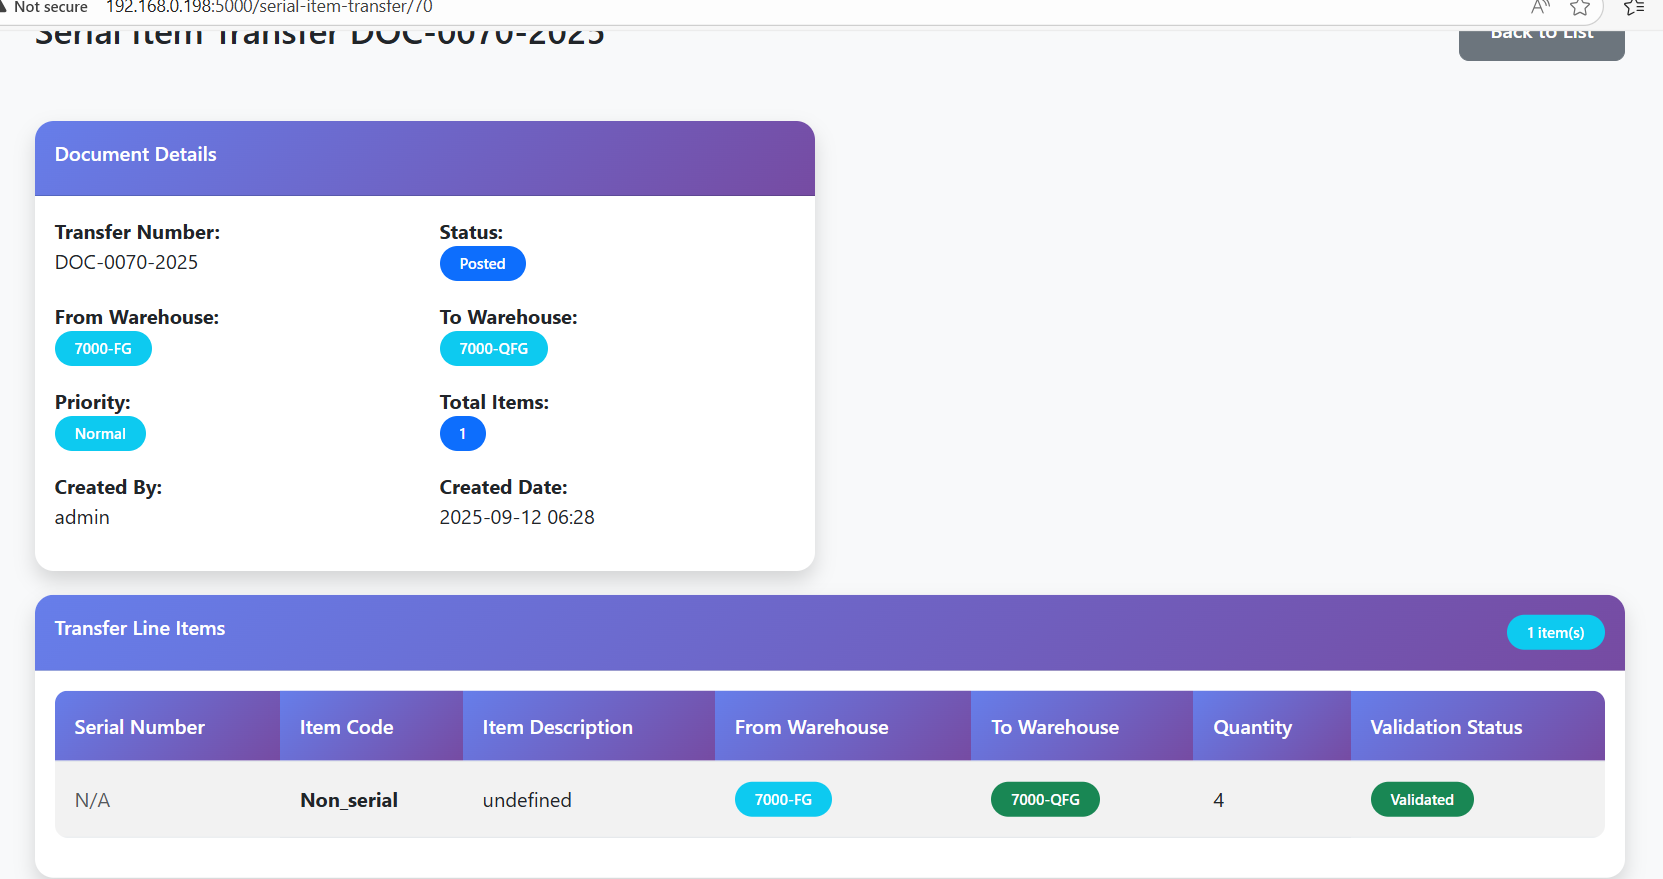 Not secure 192.168.0.198:5000/serial-item-transfer/70
Serial Item Transfer DOC-0070-2025
Back to List
Document Details
Transfer Number: Status:
DOC-0070-2025 Posted
From Warehouse: To Warehouse:
7000-FG 7000-QFG
Priority: Total Items:
Normal 1
Created By: Created Date:
admin 2025-09-12 06:28
Transfer Line Items 1 item(s)
Serial Number Item Code Item Description From Warehouse To Warehouse Quantity Validation Status
N/A Non_serial undefined 7000-FG 7000-QFG 4 Validated